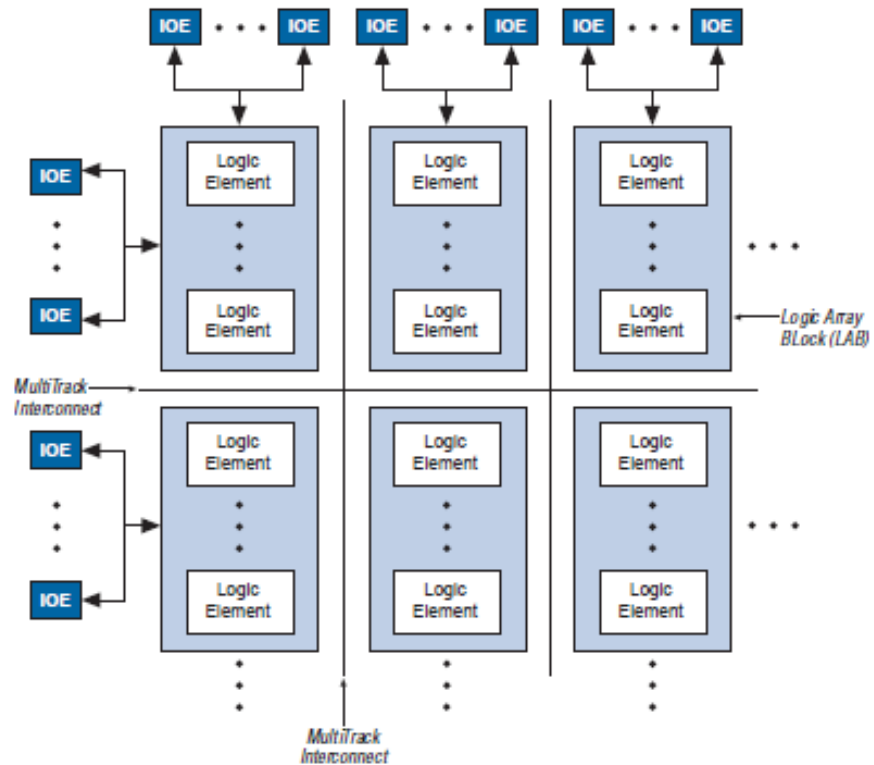 IOE IOE IOE IOE IOE IOE
Logic Logic Logic
Element Element Element
IOE
IOE
Logic Logic Logic
Element Element Element
Logic Array
BLock (LAB)
MultiTrack
Interconnect
Logic Logic Logic
Element Element Element
IOE
IOE
Logic Logic Logic
Element Element Element
MultiTrack
Interconnect